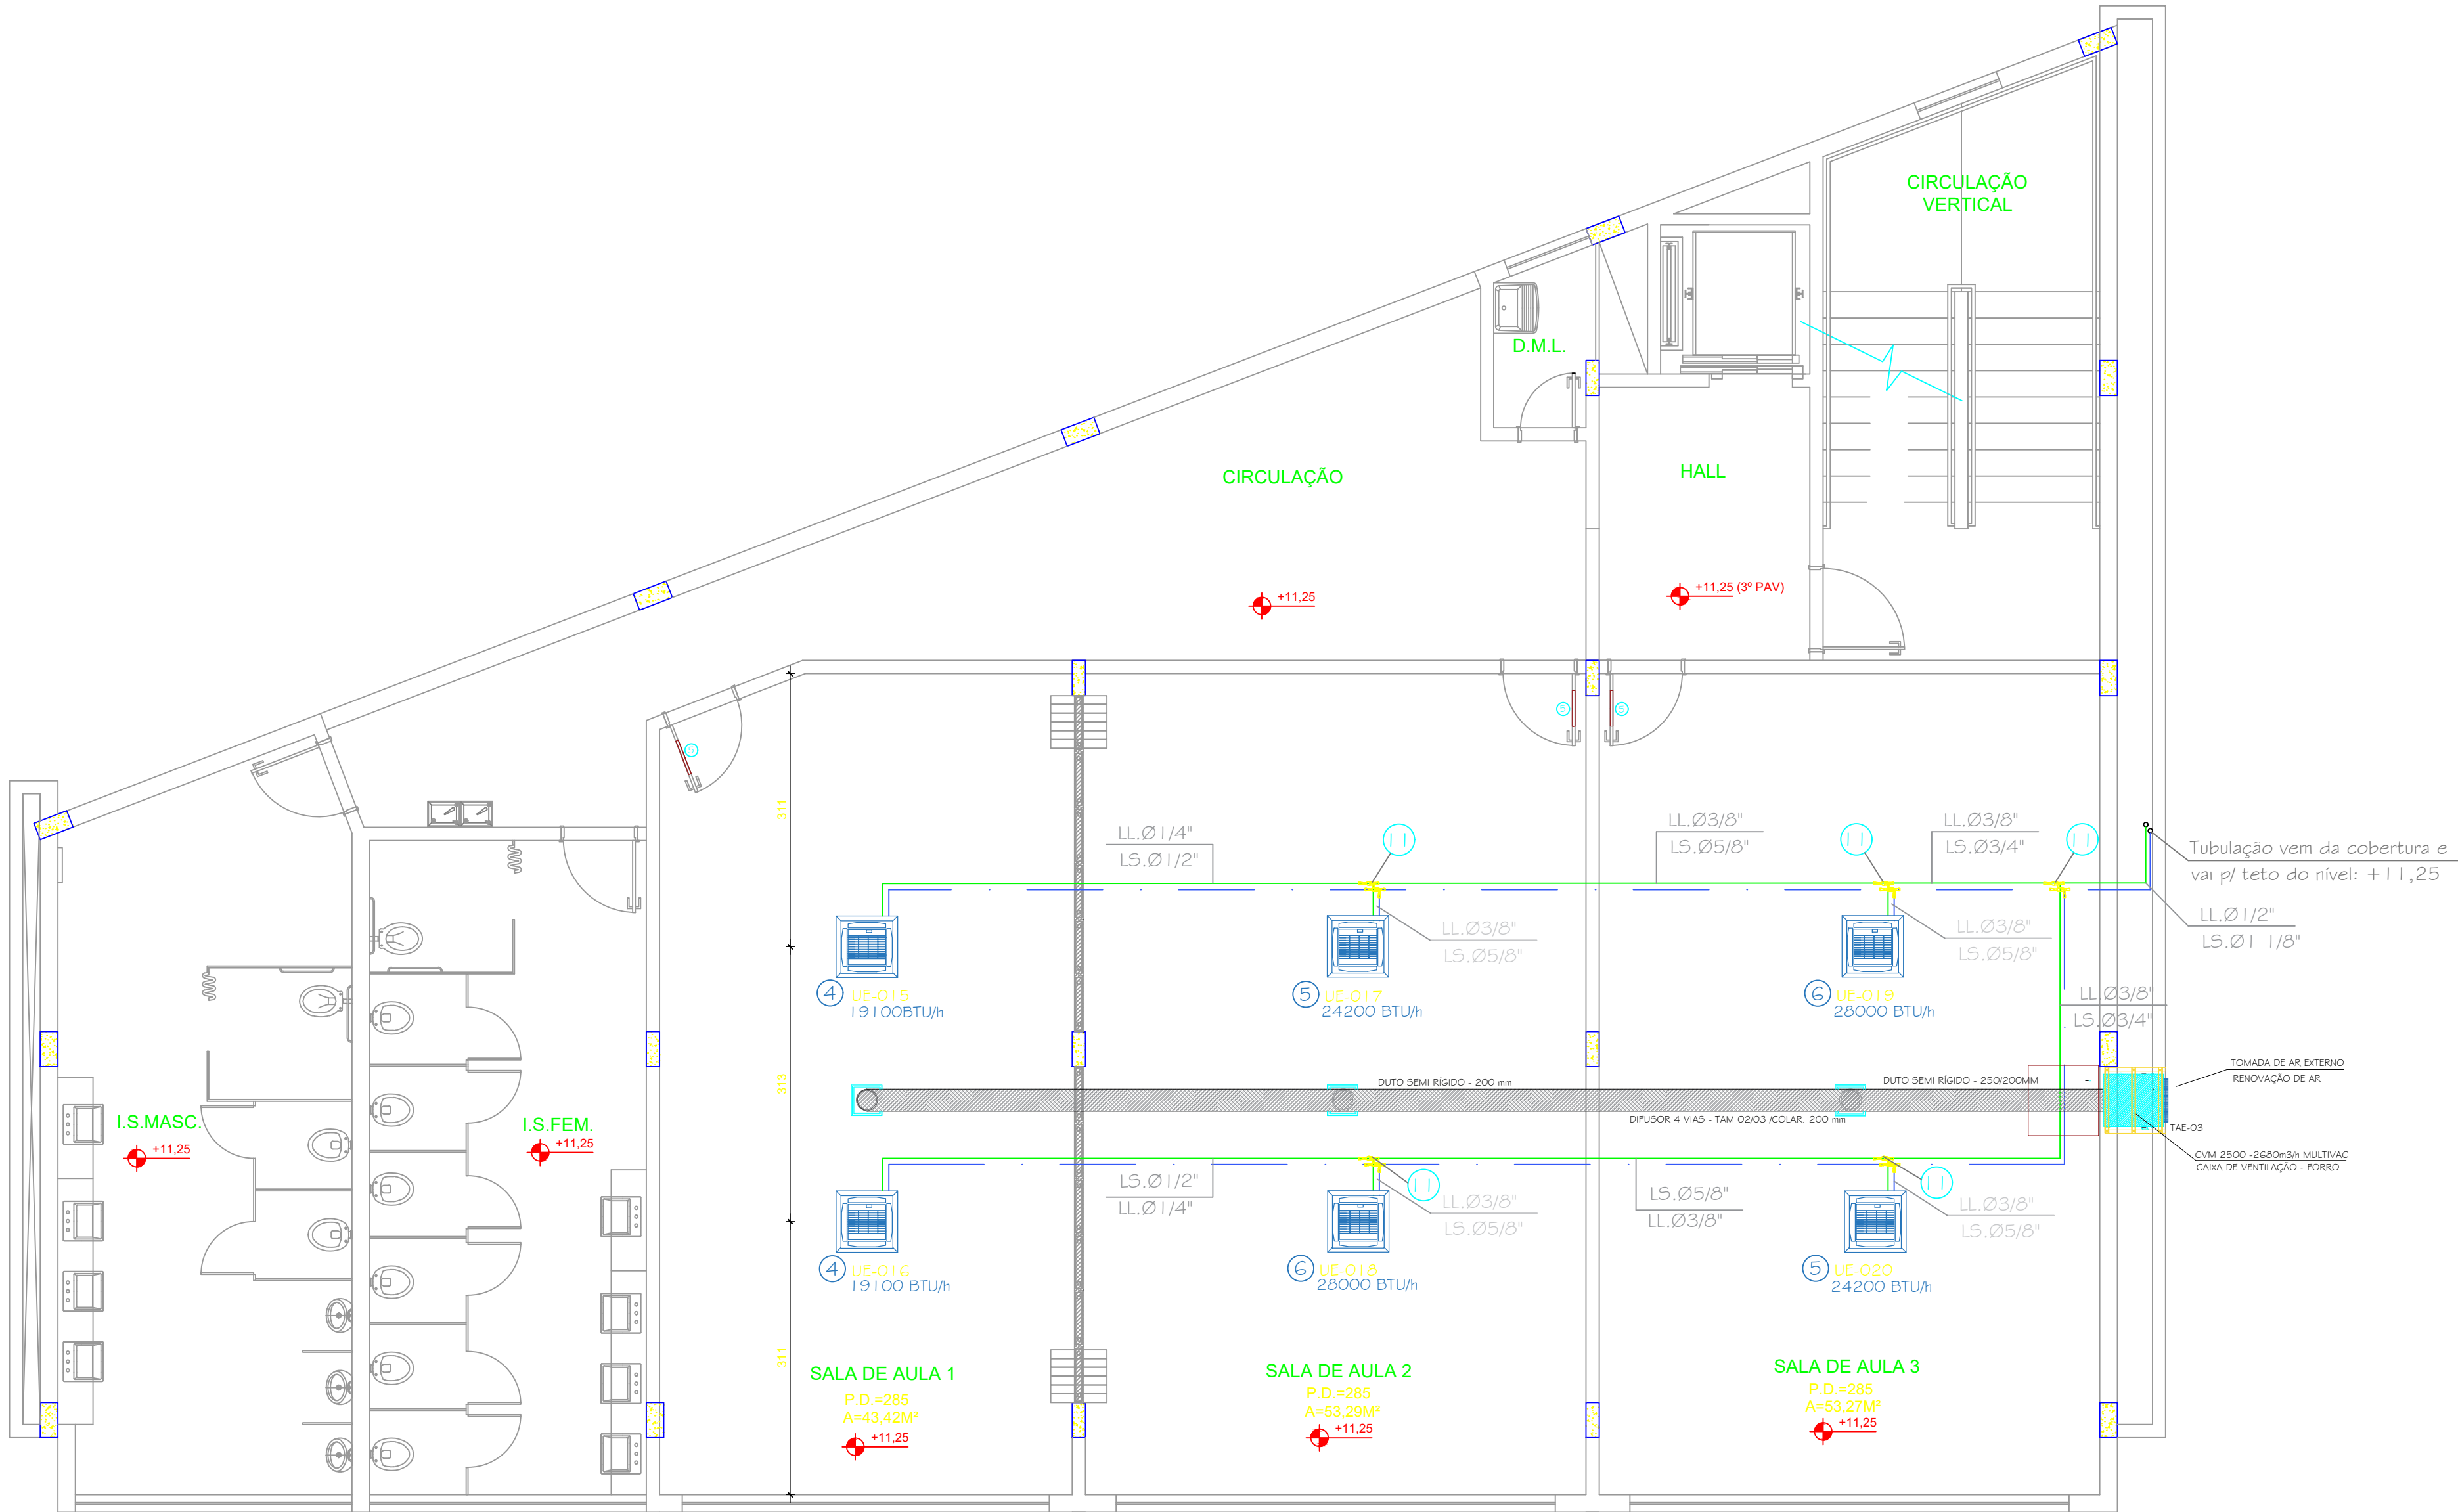 CIRCULAÇÃO
VERTICAL
D.M.L.
CIRCULAÇÃO
HALL
+11,25
+11,25 (3º PAV)
S
S
S
311
LL.Ø1/4"
LS.Ø1/2"
11
LL.Ø3/8"
LS.Ø5/8"
11
LL.Ø3/8"
LS.Ø3/4"
11
Tubulação vem da cobertura e
vai p/ teto do nível: +11,25
LL.Ø1/2"
LS.Ø1 1/8"
LL.Ø3/8"
LS.Ø5/8"
LL.Ø3/8"
LS.Ø5/8"
4 UE-015
19100BTU/h
5 UE-017
24200 BTU/h
6 UE-019
28000 BTU/h
LL.Ø3/8"
LS.Ø3/4"
313
DUTO SEMI RÍGIDO - 200 mm
DUTO SEMI RÍGIDO - 250/200MM
DIFUSOR 4 VIAS - TAM 02/03 /COLAR. 200 mm
TOMADA DE AR EXTERNO
RENOVAÇÃO DE AR
TAE-03
CVM 2500 -2680m3/h MULTIVAC
CAIXA DE VENTILAÇÃO - FORRO
I.S.MASC.
+11,25
I.S.FEM.
+11,25
LS.Ø1/2"
LL.Ø1/4"
11
LL.Ø3/8"
LS.Ø5/8"
LS.Ø5/8"
LL.Ø3/8"
11
LL.Ø3/8"
LS.Ø5/8"
4 UE-016
19100 BTU/h
6 UE-018
28000 BTU/h
5 UE-020
24200 BTU/h
311
SALA DE AULA 1
P.D.=285
A=43,42M²
+11,25
SALA DE AULA 2
P.D.=285
A=53,29M²
+11,25
SALA DE AULA 3
P.D.=285
A=53,27M²
+11,25